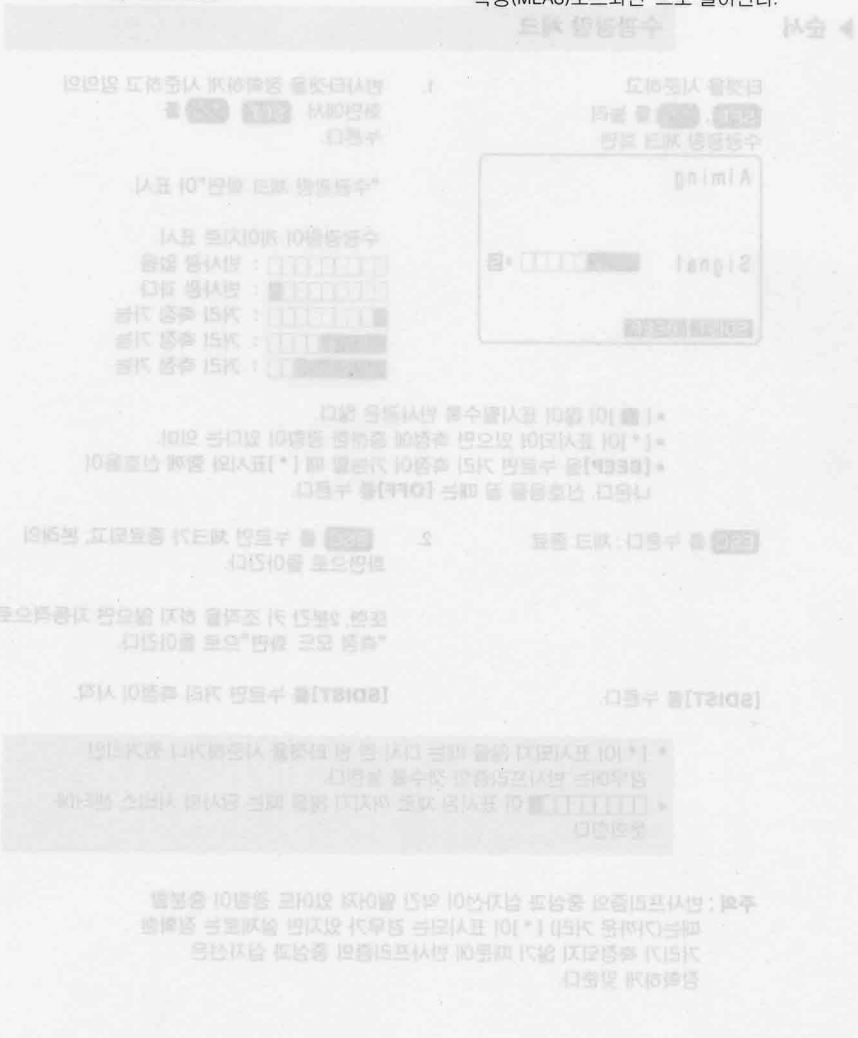 측정(MEAS)모드화면"으로 돌아간다.
▶ 순서 수광광량 체크
타겟을 시준하고
를 눌러
수광광량 체크 화면
Aiming
Signal
1. 반사타겟을 정확하게 시준하고 임의의
화면에서 를
누른다.
"수광광량 체크 화면"이 표시.
수광광량이 게이지로 표시
: 반사광 없음
: 반사광 적다
: 거리 측정 가능
: 거리 측정 가능
: 거리 측정 가능
* [ ■ ]이 많이 표시될수록 반사광은 많다.
* [ * ]이 표시되어 있으면 측정에 충분한 광량이 있다는 의미.
* [BEEP]을 누르면 거리 측정이 가능할 때 [ * ]표시와 함께 신호음이
나온다. 신호음을 끌 때는 [OFF]를 누른다.
ESC 를 누른다 : 체크 종료
2 ESC 를 누르면 체크가 종료되고, 본래의
화면으로 돌아간다.
또한, 2분간 키 조작을 하지 않으면 자동적으로
"측정 모드 화면"으로 돌아간다.
[SDIST]를 누른다.
[SDIST]를 누르면 거리 측정이 시작.
* [ * ]이 표시되지 않을 때는 다시 한 번 타겟을 시준하거나 원거리인
경우에는 반사프리즘의 갯수를 늘린다.
이 표시된 채로 꺼지지 않을 때는 당사의 서비스 센터에
문의한다.
주의 : 반사프리즘의 중심과 십자선이 약간 떨어져 있어도 광량이 충분할
때는(가까운 거리) [ * ]이 표시되는 경우가 있지만 실제로는 정확한
거리가 측정되지 않기 때문에 반사프리즘의 중심과 십자선은
정확하게 맞춘다.